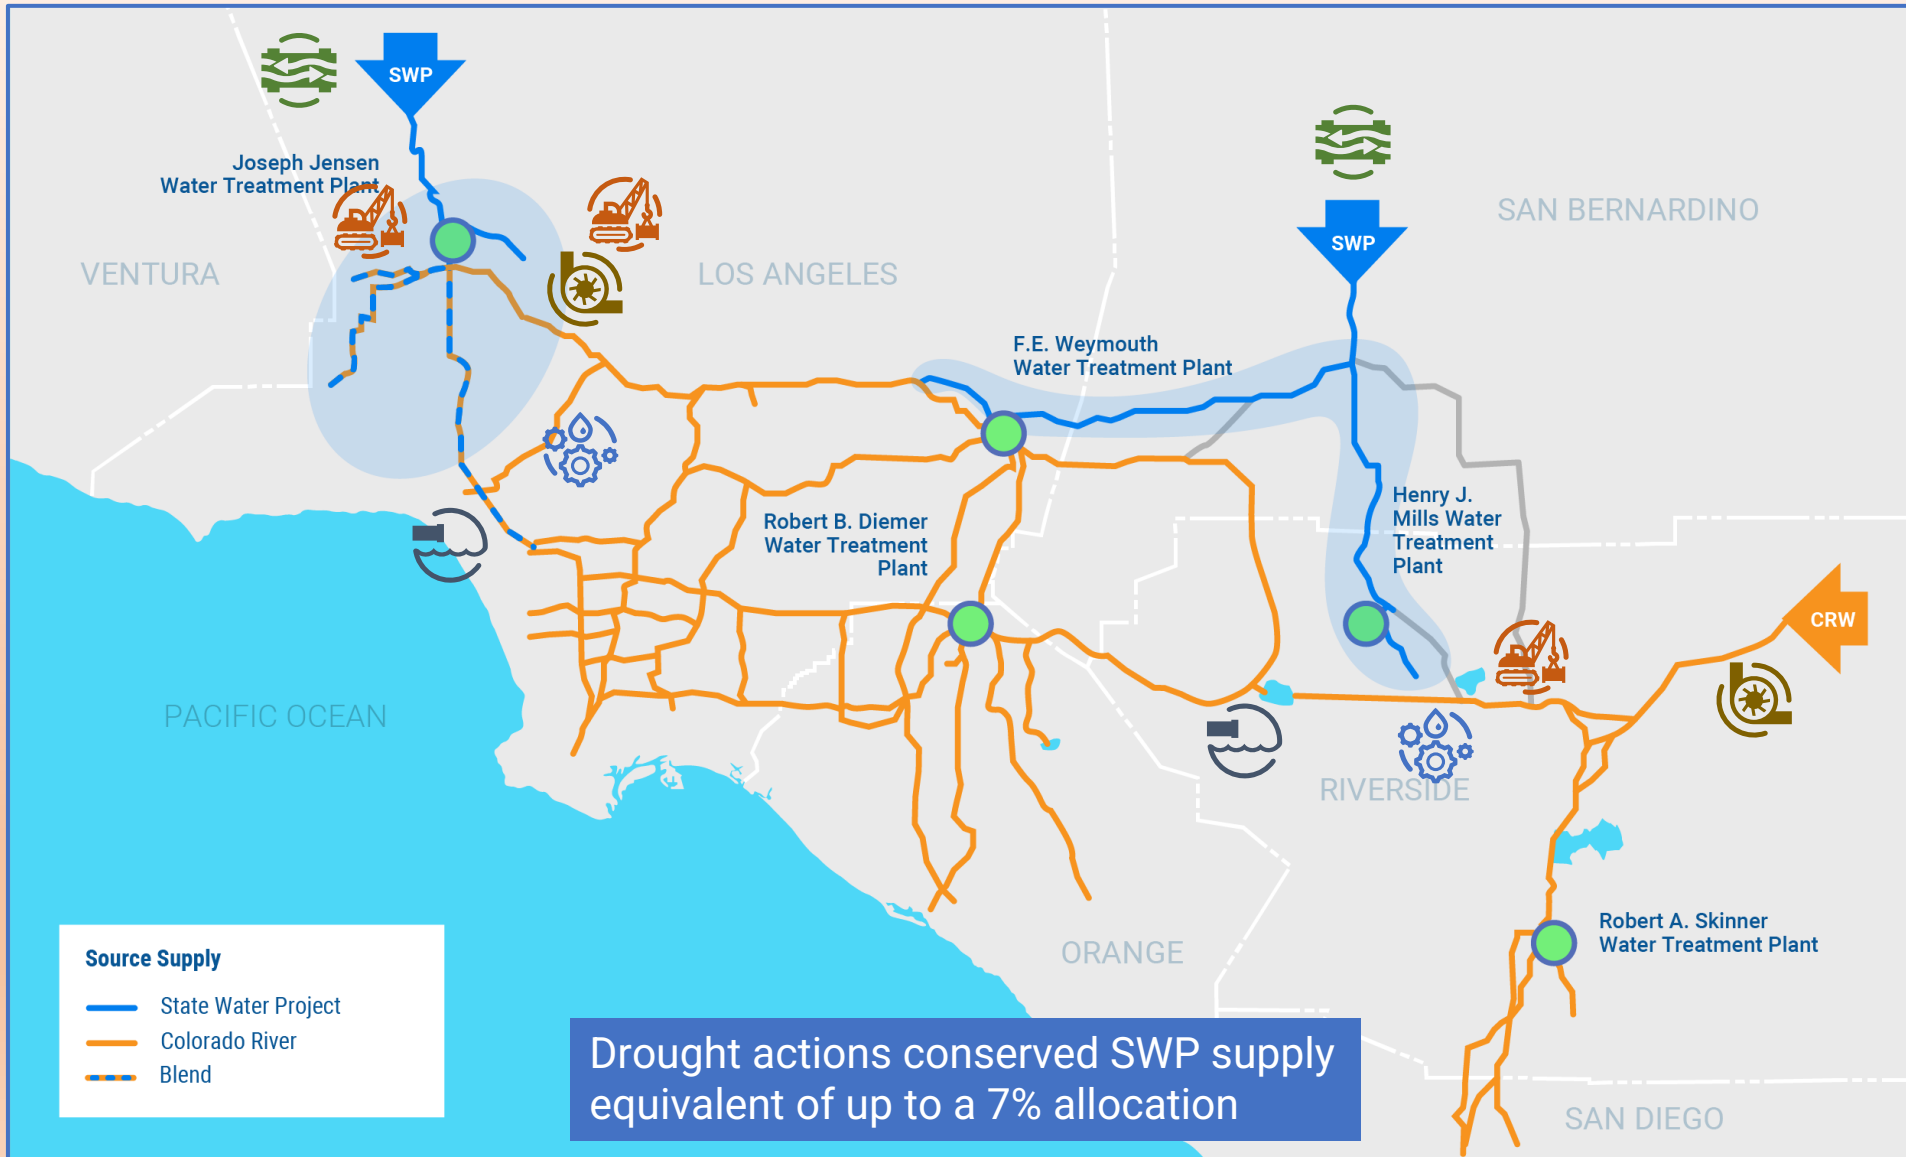 SWP
Joseph Jensen
Water Treatment Plant
VENTURA
LOS ANGELES
SAN BERNARDINO
SWP
F.E. Weymouth
Water Treatment Plant
Henry J.
Mills Water
Treatment
Plant
Robert B. Diemer
Water Treatment
Plant
CRW
PACIFIC OCEAN
RIVERSIDE
ORANGE
Robert A. Skinner
Water Treatment Plant
SAN DIEGO
Source Supply
State Water Project
Colorado River
Blend
Drought actions conserved SWP supply
equivalent of up to a 7% allocation